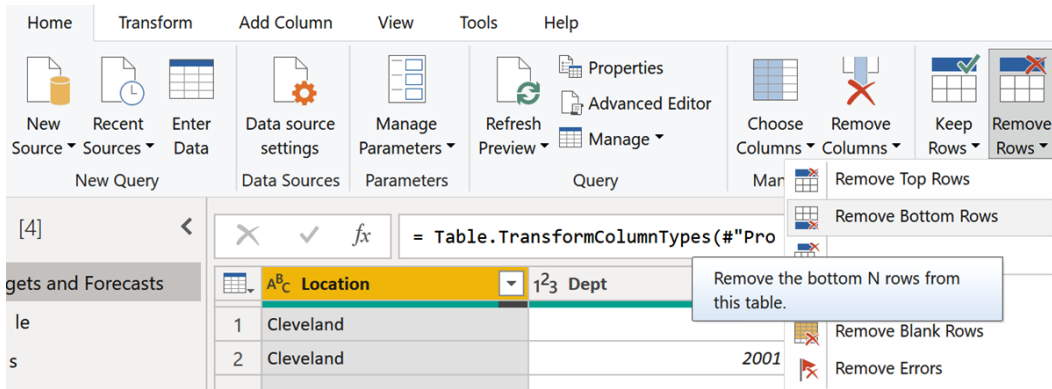 Home Transform Add Column View Tools Help
Properties
Advanced Editor
Manage
New Source
Recent Sources
Enter Data
Data source settings
Manage Parameters
Refresh Preview
Choose Columns
Remove Columns
Keep Rows
Remove Rows
New Query Data Sources Parameters Query
Remove Top Rows
Remove Bottom Rows
[4]
fx = Table.TransformColumnTypes(#"Pro
Remove the bottom N rows from
this table.
gets and Forecasts
ABC Location 123 Dept
le
1 Cleveland
Remove Blank Rows
s
2 Cleveland 2001
Remove Errors